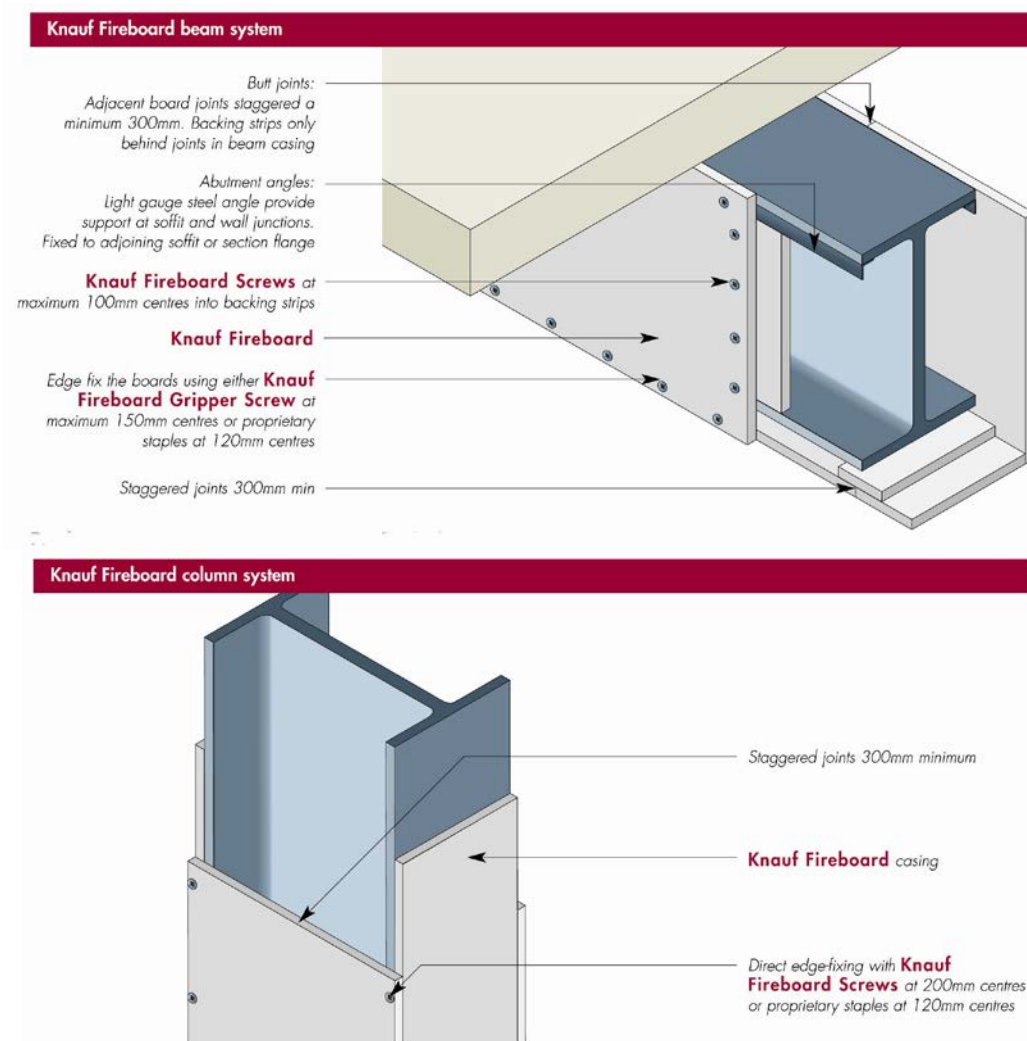 Knauf Fireboard beam system
Butt joints:
Adjacent board joints staggered a
minimum 300mm. Backing strips only
behind joints in beam casing
Abutment angles:
Light gauge steel angle provide
support at soffit and wall junctions.
Fixed to adjoining soffit or section flange
Knauf Fireboard Screws at
maximum 100mm centres into backing strips
Knauf Fireboard
Edge fix the boards using either Knauf
Fireboard Gripper Screw at
maximum 150mm centres or proprietary
staples at 120mm centres
Staggered joints 300mm min
Knauf Fireboard column system
Staggered joints 300mm minimum
Knauf Fireboard casing
Direct edge-fixing with Knauf
Fireboard Screws at 200mm centres
or proprietary staples at 120mm centres